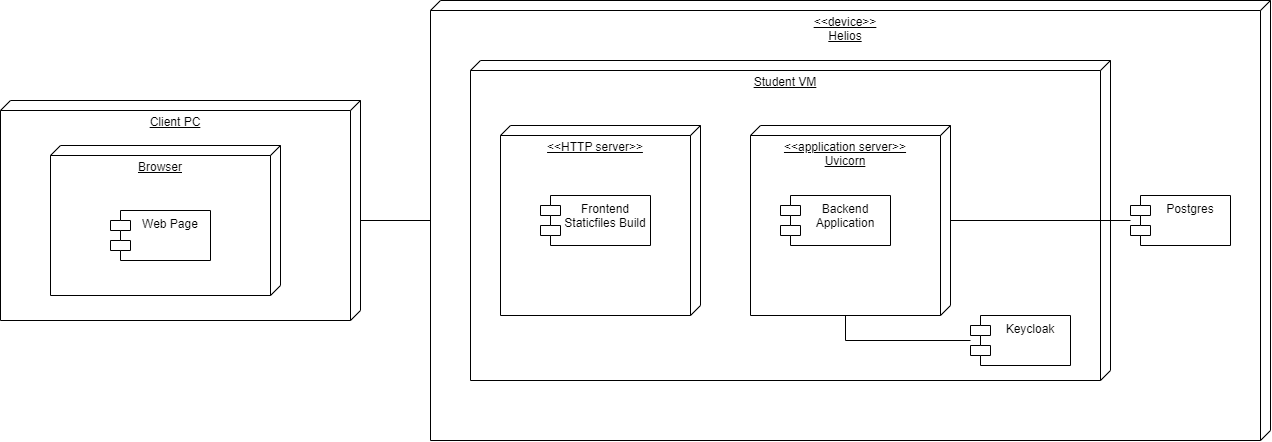 <<device>>
Helios
Student VM
Client PC
Browser
Web Page
<<HTTP server>>
Frontend
Staticfiles Build
<<application server>>
Uvicorn
Backend
Application
Postgres
Keycloak